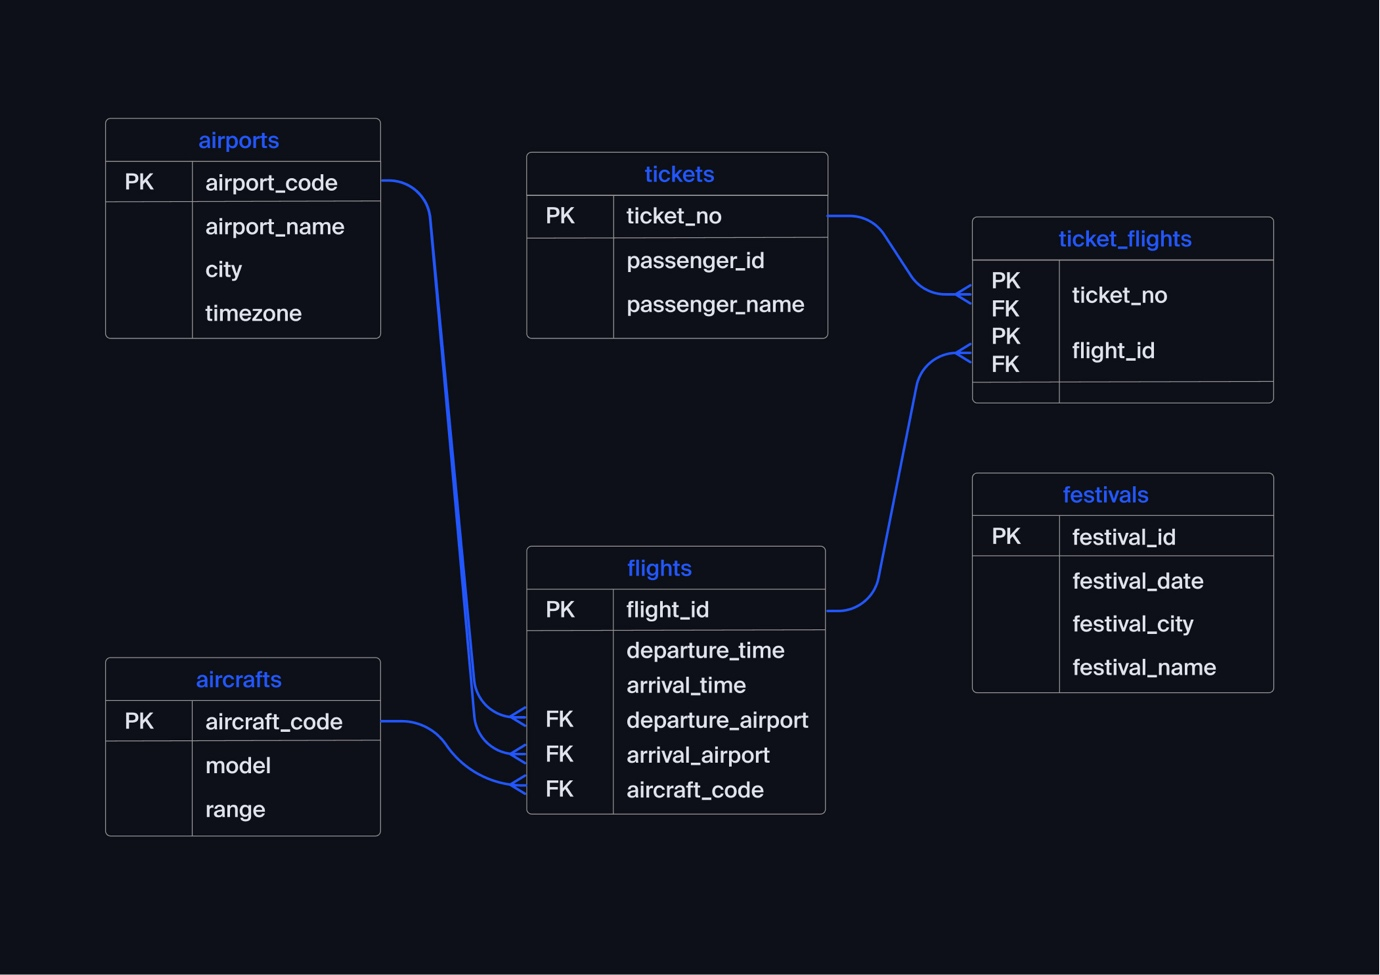 airports
PK airport_code
airport_name
city
timezone
tickets
PK ticket_no
passenger_id
passenger_name
ticket_flights
PK
FK
ticket_no
PK
FK
flight_id
festivals
PK festival_id
festival_date
festival_city
festival_name
flights
PK flight_id
departure_time
arrival_time
FK departure_airport
FK arrival_airport
FK aircraft_code
aircrafts
PK aircraft_code
model
range